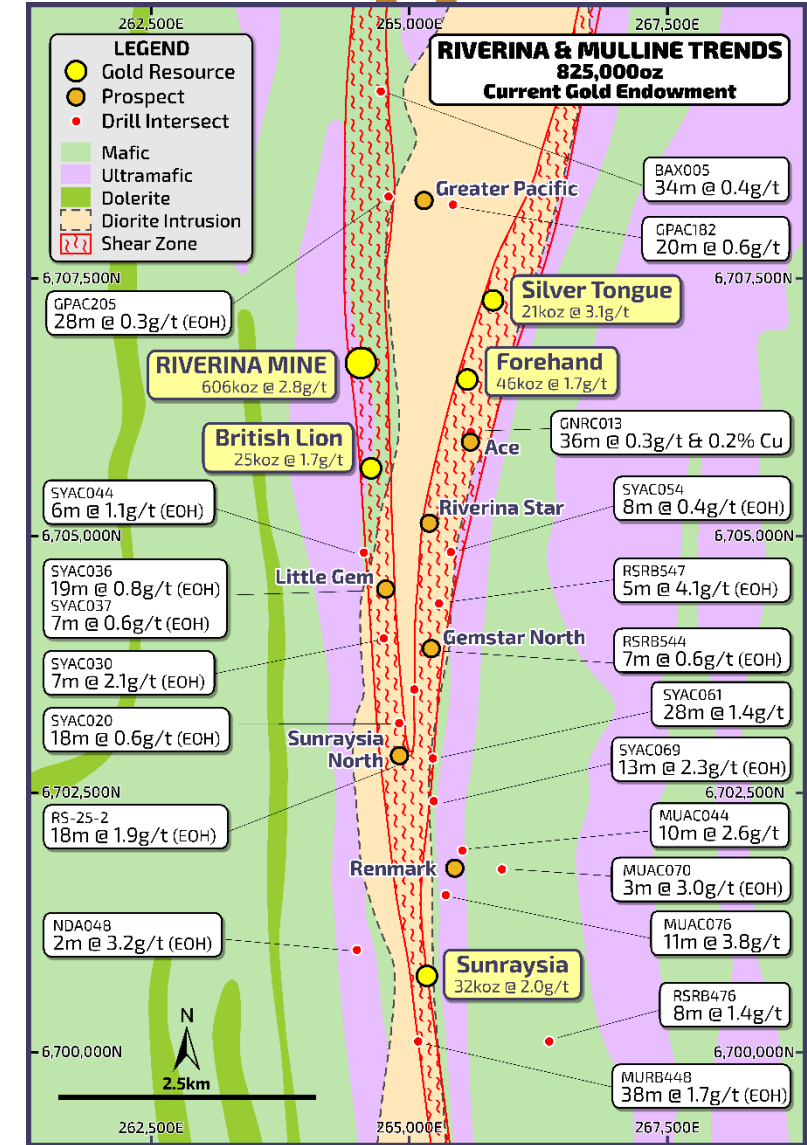 262,500E
265,000E
267,500E
LEGEND
Gold Resource
Prospect
Drill Intersect
Mafic
Ultramafic
Dolerite
Diorite Intrusion
Shear Zone
RIVERINA & MULLINE TRENDS
825,000oz
Current Gold Endowment
BAX005
34m @ 0.4g/t
Greater Pacific
GPAC182
20m @ 0.6g/t
6,707,500N
6,707,500N
GPAC205
28m @ 0.3g/t (EOH)
Silver Tongue
21koz @ 3.1g/t
RIVERINA MINE
606koz @ 2.8g/t
Forehand
46koz @ 1.7g/t
British Lion
25koz @ 1.7g/t
GNRC013
36m @ 0.3g/t & 0.2% Cu
Ace
SYAC044
6m @ 1.1g/t (EOH)
Riverina Star
SYAC054
8m @ 0.4g/t (EOH)
6,705,000N
6,705,000N
SYAC036
19m @ 0.8g/t (EOH)
SYAC037
7m @ 0.6g/t (EOH)
Little Gem
RSRB547
5m @ 4.1g/t (EOH)
Gemstar North
RSRB544
7m @ 0.6g/t (EOH)
SYAC030
7m @ 2.1g/t (EOH)
SYAC061
28m @ 1.4g/t
SYAC020
18m @ 0.6g/t (EOH)
Sunraysia
North
SYAC069
13m @ 2.3g/t (EOH)
6,702,500N
6,702,500N
RS-25-2
18m @ 1.9g/t (EOH)
MUAC044
10m @ 2.6g/t
Renmark
MUAC070
3m @ 3.0g/t (EOH)
NDA048
2m @ 3.2g/t (EOH)
MUAC076
11m @ 3.8g/t
Sunraysia
32koz @ 2.0g/t
RSRB476
8m @ 1.4g/t
N
6,700,000N
6,700,000N
2.5km
MURB448
38m @ 1.7g/t (EOH)
262,500E
265,000E
267,500E